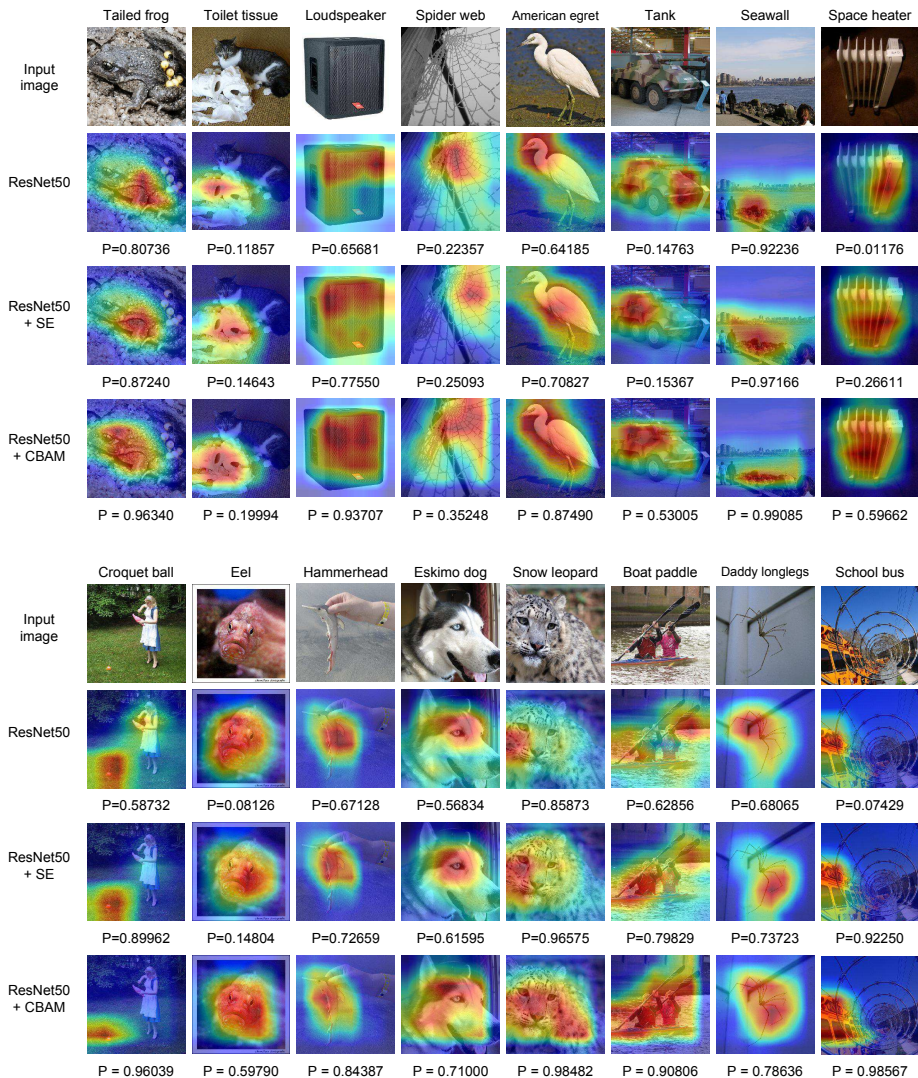 Tailed frog Toilet tissue Loudspeaker Spider web American egret Tank Seawall Space heater
Input
image
ResNet50
P=0.80736 P=0.11857 P=0.65681 P=0.22357 P=0.64185 P=0.14763 P=0.92236 P=0.01176
ResNet50
+ SE
P=0.87240 P=0.14643 P=0.77550 P=0.25093 P=0.70827 P=0.15367 P=0.97166 P=0.26611
ResNet50
+ CBAM
P = 0.96340 P = 0.19994 P = 0.93707 P = 0.35248 P = 0.87490 P = 0.53005 P = 0.99085 P = 0.59662
Croquet ball Eel Hammerhead Eskimo dog Snow leopard Boat paddle Daddy longlegs School bus
Input
image
ResNet50
P=0.58732 P=0.08126 P=0.67128 P=0.56834 P=0.85873 P=0.62856 P=0.68065 P=0.07429
ResNet50
+ SE
P=0.89962 P=0.14804 P=0.72659 P=0.61595 P=0.96575 P=0.79829 P=0.73723 P=0.92250
ResNet50
+ CBAM
P = 0.96039 P = 0.59790 P = 0.84387 P = 0.71000 P = 0.98482 P = 0.90806 P = 0.78636 P = 0.98567